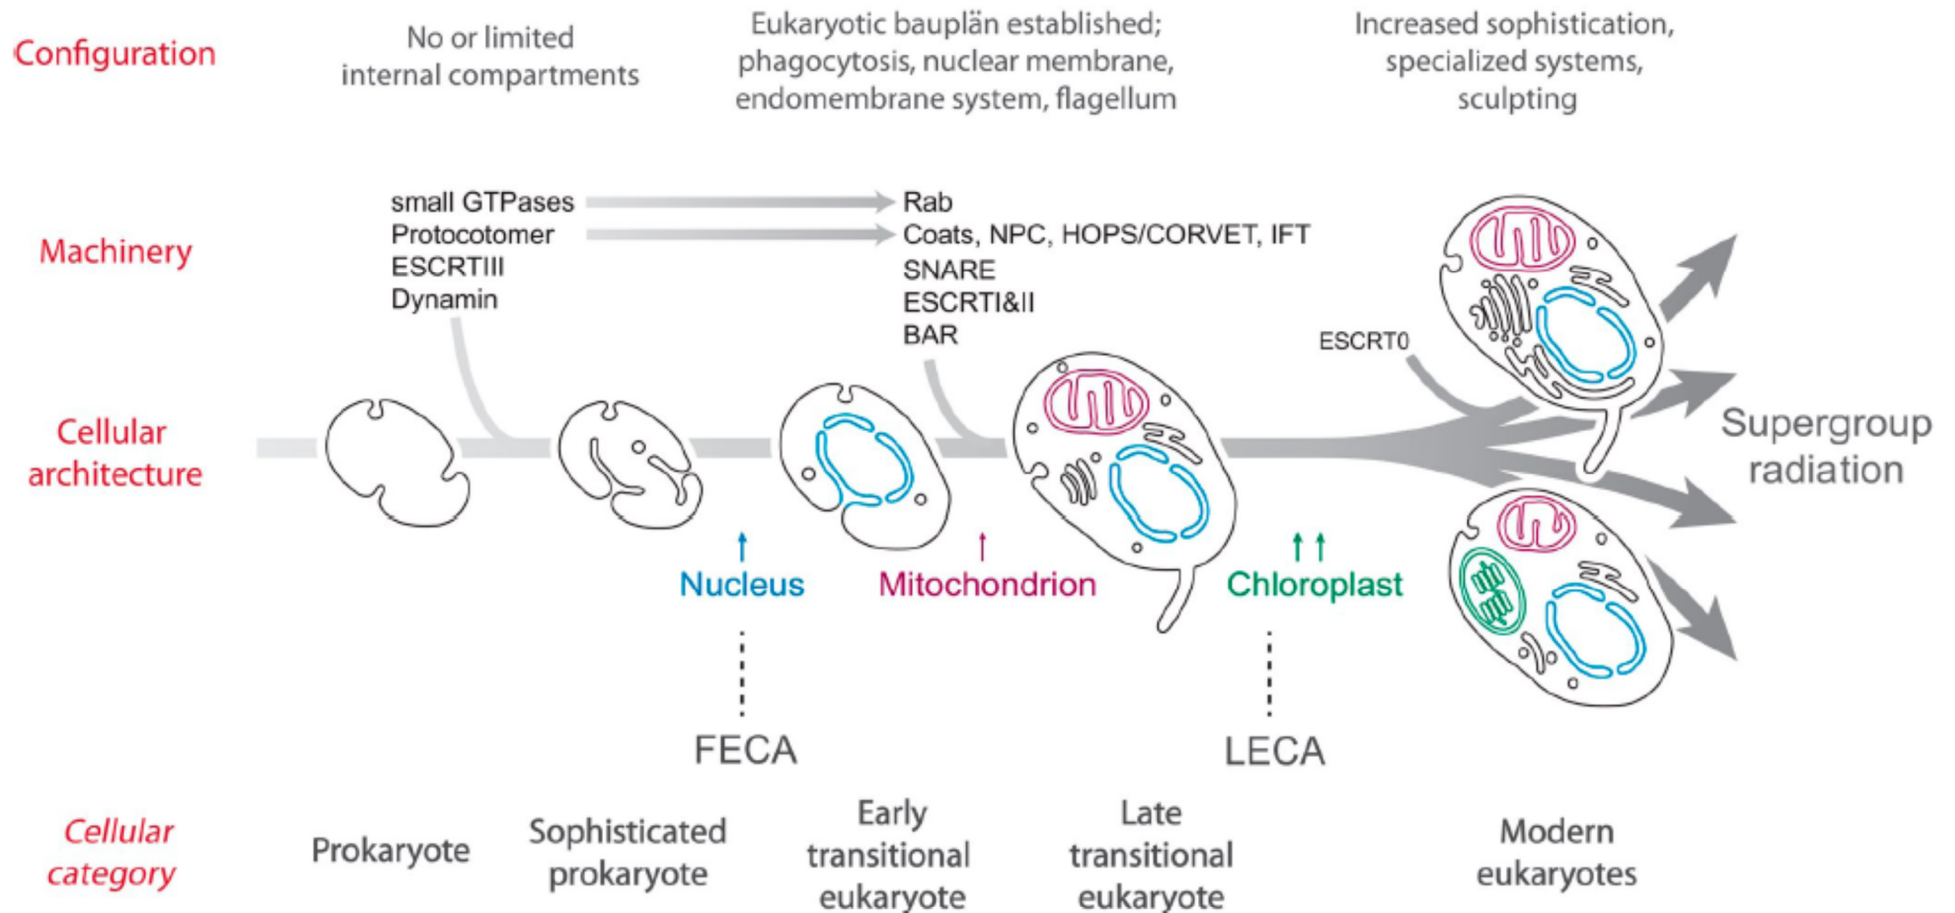 Configuration
No or limited
internal compartments
Eukaryotic bauplän established;
phagocytosis, nuclear membrane,
endomembrane system, flagellum
Increased sophistication,
specialized systems,
sculpting
Machinery
small GTPases
Protocotomer
ESCRTIII
Dynamin
Rab
Coats, NPC, HOPS/CORVET, IFT
SNARE
ESCRTI&II
BAR
ESCRT0
Cellular
architecture
Supergroup
radiation
Nucleus
Mitochondrion
Chloroplast
FECA
LECA
Cellular
category
Prokaryote
Sophisticated
prokaryote
Early
transitional
eukaryote
Late
transitional
eukaryote
Modern
eukaryotes